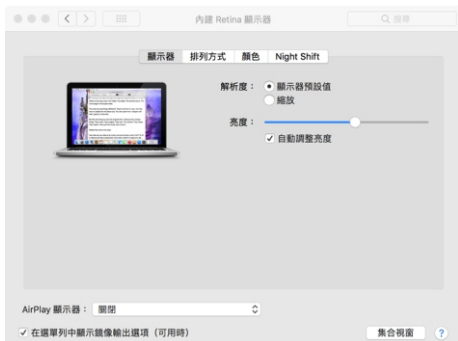 內建 Retina 顯示器
搜尋
顯示器 排列方式 顏色 Night Shift
解析度： 顯示器預設值
縮放
亮度：
自動調整亮度
AirPlay 顯示器： 關閉
在選單列中顯示鏡像輸出選項（可用時）
集合視窗 ?